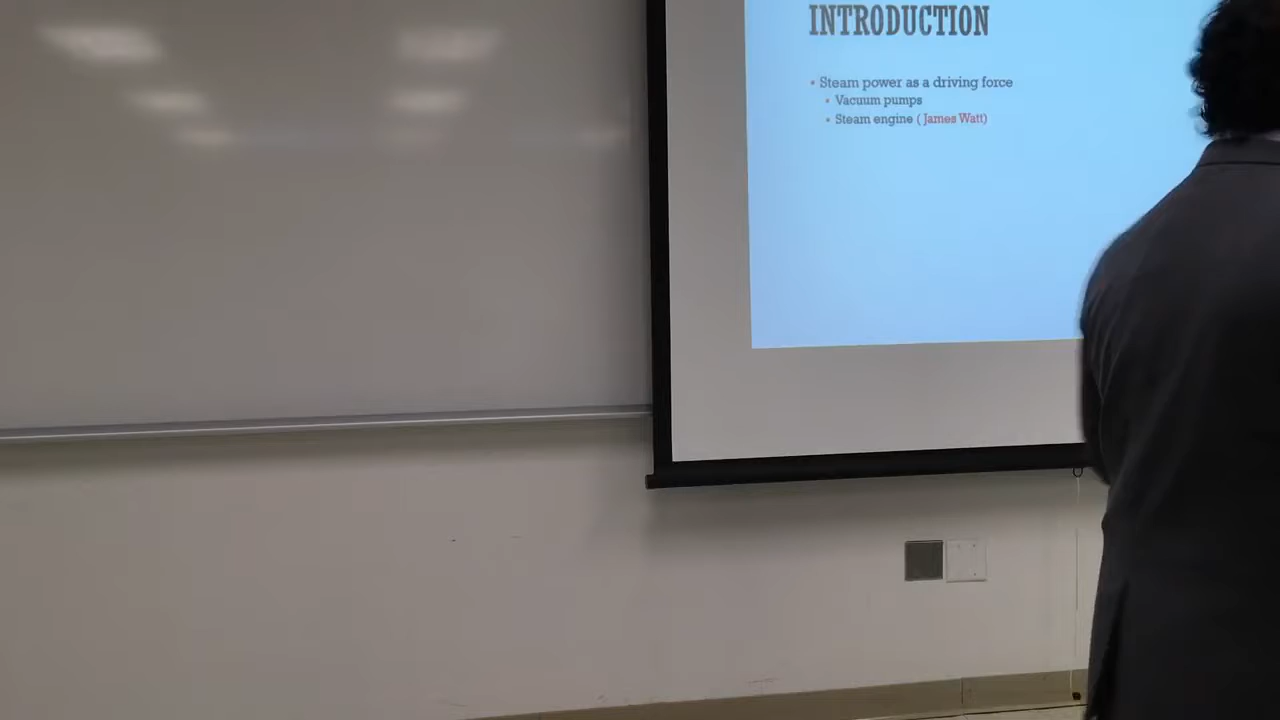 INTRODUCTION
• Steam power as a driving force
• Vacuum pumps
• Steam engine ( James Watt)